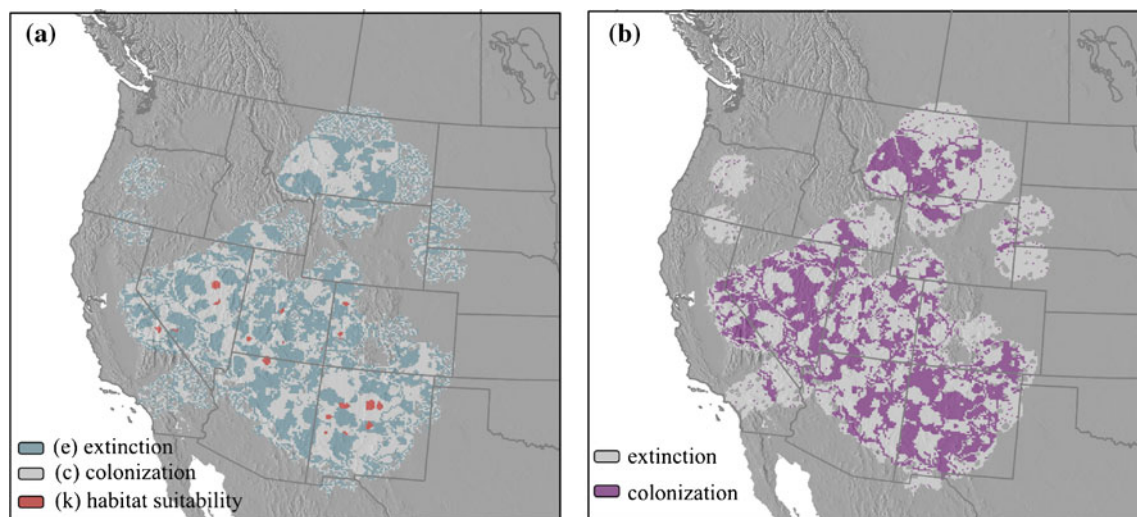 (a)
(e) extinction
(c) colonization
(k) habitat suitability
(b)
extinction
colonization